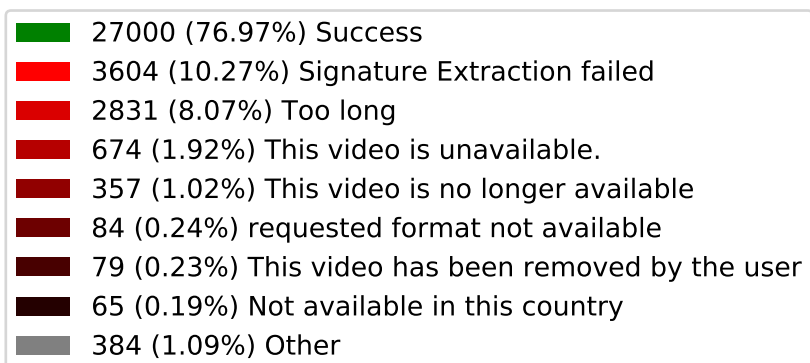 27000 (76.97%) Success
3604 (10.27%) Signature Extraction failed
2831 (8.07%) Too long
674 (1.92%) This video is unavailable.
357 (1.02%) This video is no longer available
84 (0.24%) requested format not available
79 (0.23%) This video has been removed by the user
65 (0.19%) Not available in this country
384 (1.09%) Other